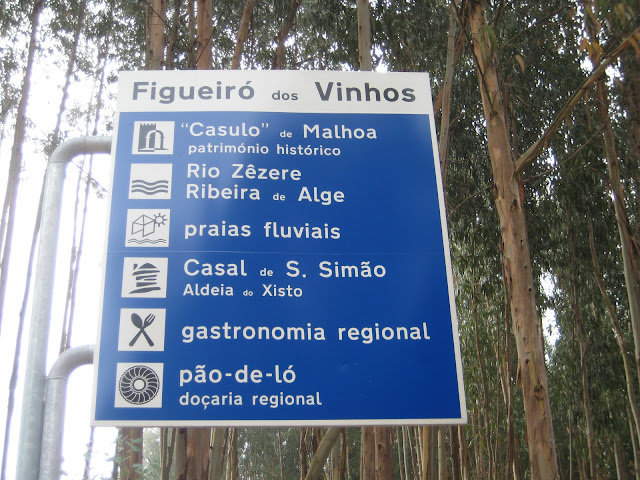 Figueiró dos Vinhos
"Casulo" de Malhoa
património histórico
Rio Zêzere
Ribeira de Alge
praias fluviais
Casal de S. Simão
Aldeia do Xisto
gastronomia regional
pão-de-ló
doçaria regional